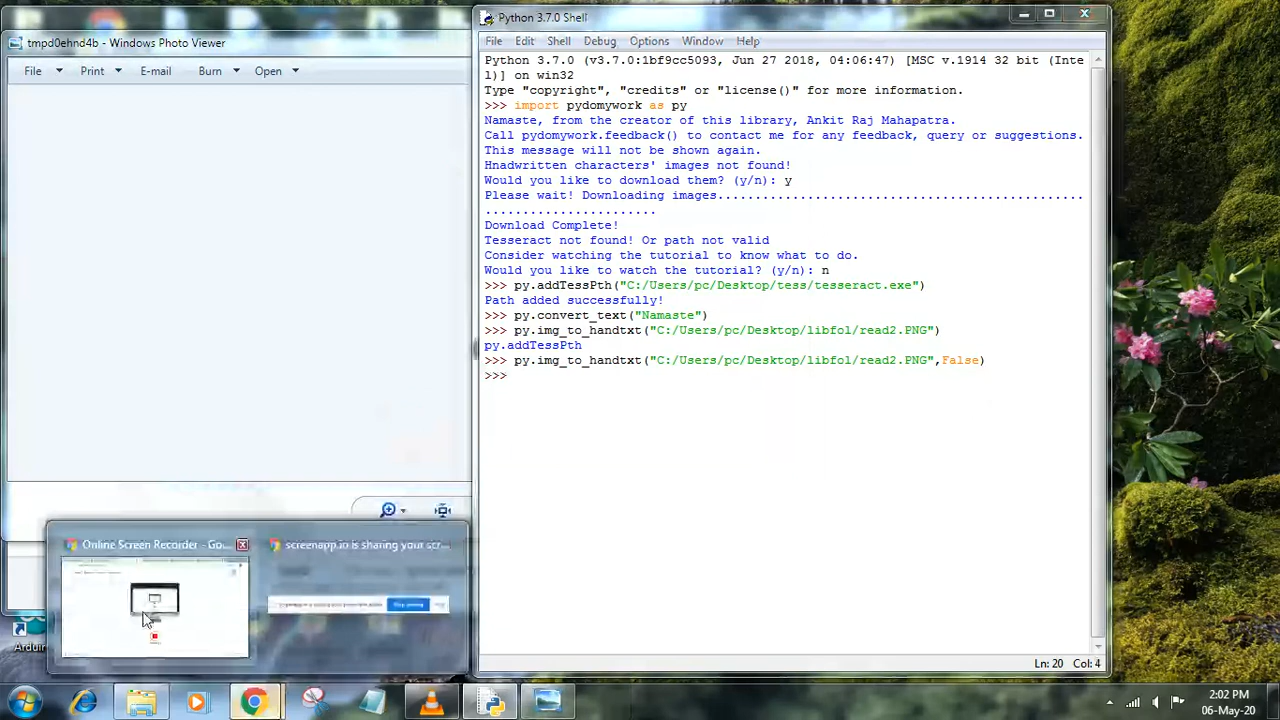 tmpd0ehnd4b - Windows Photo Viewer
File Print E-mail Burn Open
Python 3.7.0 Shell
File Edit Shell Debug Options Window Help
Python 3.7.0 (v3.7.0:1bf9cc5093, Jun 27 2018, 04:06:47) [MSC v.1914 32 bit (Inte
l)] on win32
Type "copyright", "credits" or "license()" for more information.
>>> import pydomywork as py
Namaste, from the creator of this library, Ankit Raj Mahapatra.
Call pydomywork.feedback() to contact me for any feedback, query or suggestions.
This message will not be shown again.
Hnadwritten characters' images not found!
Would you like to download them? (y/n): y
Please wait! Downloading images.................................................
.......................
Download Complete!
Tesseract not found! Or path not valid
Consider watching the tutorial to know what to do.
Would you like to watch the tutorial? (y/n): n
>>> py.addTessPth("C:/Users/pc/Desktop/tess/tesseract.exe")
Path added successfully!
>>> py.convert_text("Namaste")
>>> py.img_to_handtxt("C:/Users/pc/Desktop/libfol/read2.PNG")
py.addTessPth
>>> py.img_to_handtxt("C:/Users/pc/Desktop/libfol/read2.PNG",False)
>>>
Ln: 20 Col: 4
Online Screen Recorder - Go...
screenapp.io is sharing your scr...
Ardui
2:02 PM
06-May-20